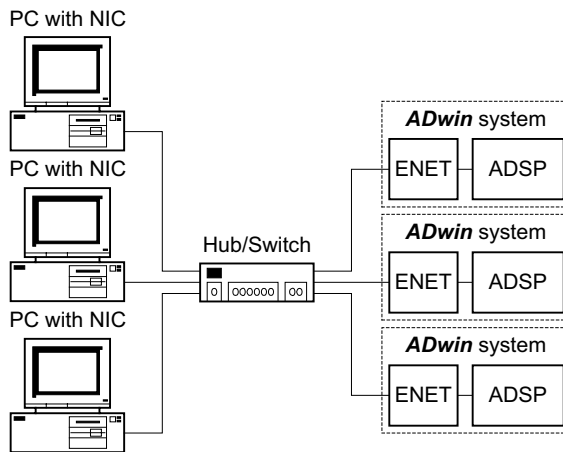 PC with NIC
PC with NIC
PC with NIC
Hub/Switch
0 000000 00
ADwin system
ENET ADSP
ADwin system
ENET ADSP
ADwin system
ENET ADSP